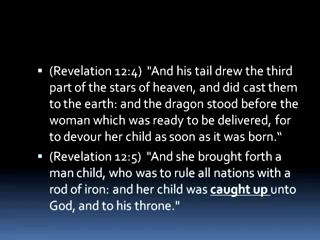 ▪ (Revelation 12:4)  "And his tail drew the third
part of the stars of heaven, and did cast them
to the earth: and the dragon stood before the
woman which was ready to be delivered, for
to devour her child as soon as it was born.“
▪ (Revelation 12:5)  "And she brought forth a
man child, who was to rule all nations with a
rod of iron: and her child was caught up unto
God, and to his throne."